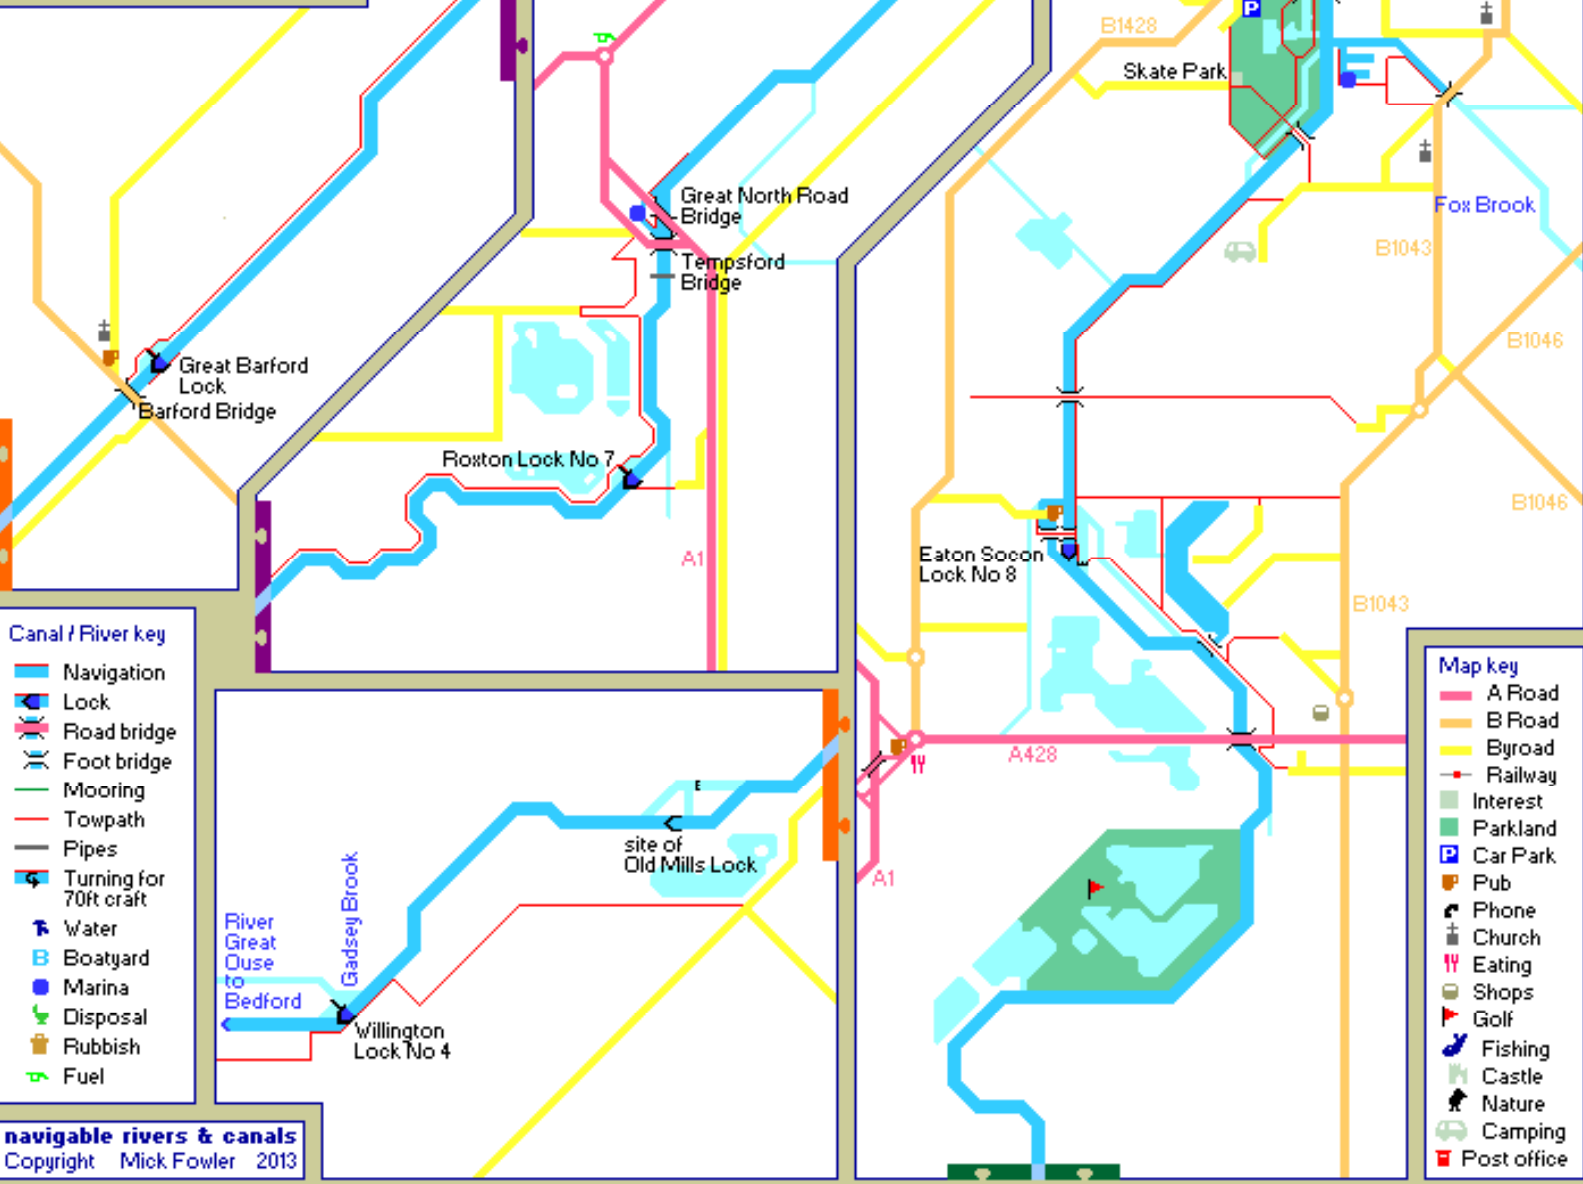 B1428
Skate Park
Great North Road
Bridge
Tempsford
Bridge
Fox Brook
B1043
B1046
B1046
Great Barford
Lock
Barford Bridge
Roxton Lock No 7
A1
Eaton Socon
Lock No 8
B1043
A428
A1
site of
Old Mills Lock
E
Gadsey Brook
River
Great
Ouse
to
Bedford
Willington
Lock No 4
Canal / River key
Navigation
Lock
Road bridge
Foot bridge
Mooring
Towpath
Pipes
Turning for
70ft craft
Water
B Boatyard
Marina
Disposal
Rubbish
Fuel
navigable rivers & canals
Copyright Mick Fowler 2013
Map key
A Road
B Road
Byroad
Railway
Interest
Parkland
P Car Park
Pub
Phone
Church
Eating
Shops
Golf
Fishing
Castle
Nature
Camping
Post office
P